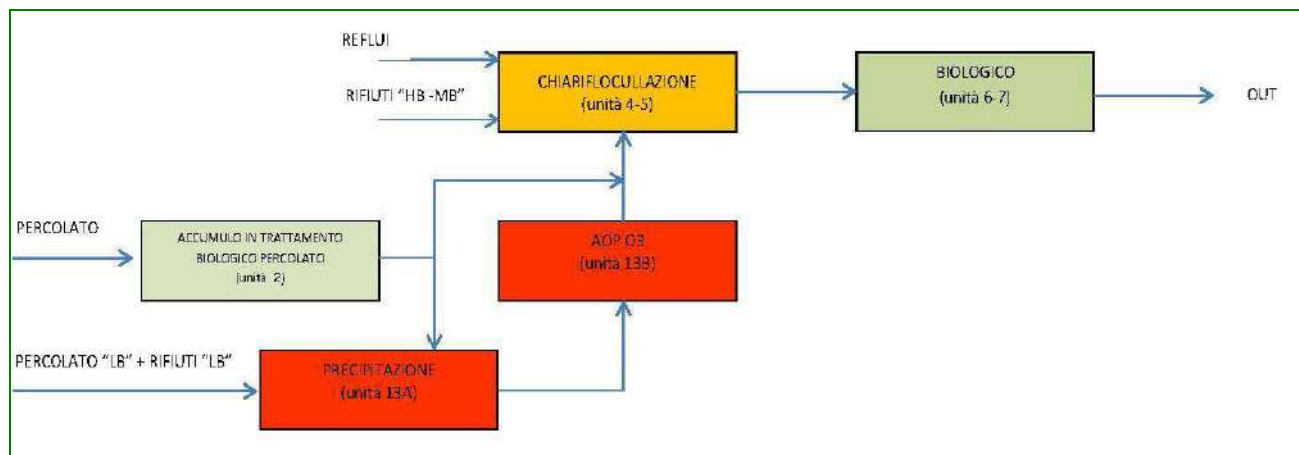 REFLUI
RIFIUTI "HB -MB"
CHIARIFLOCULLAZIONE
(unità 4-5)
BIOLOGICO
(unità 6-7)
OUT
PERCOLATO
ACCUMULO IN TRATTAMENTO
BIOLOGICO PERCOLATO
(unità 2)
AOP O3
(unità 13B)
PERCOLATO "LB" + RIFIUTI "LB"
PRECIPITAZIONE
(unità 13A)